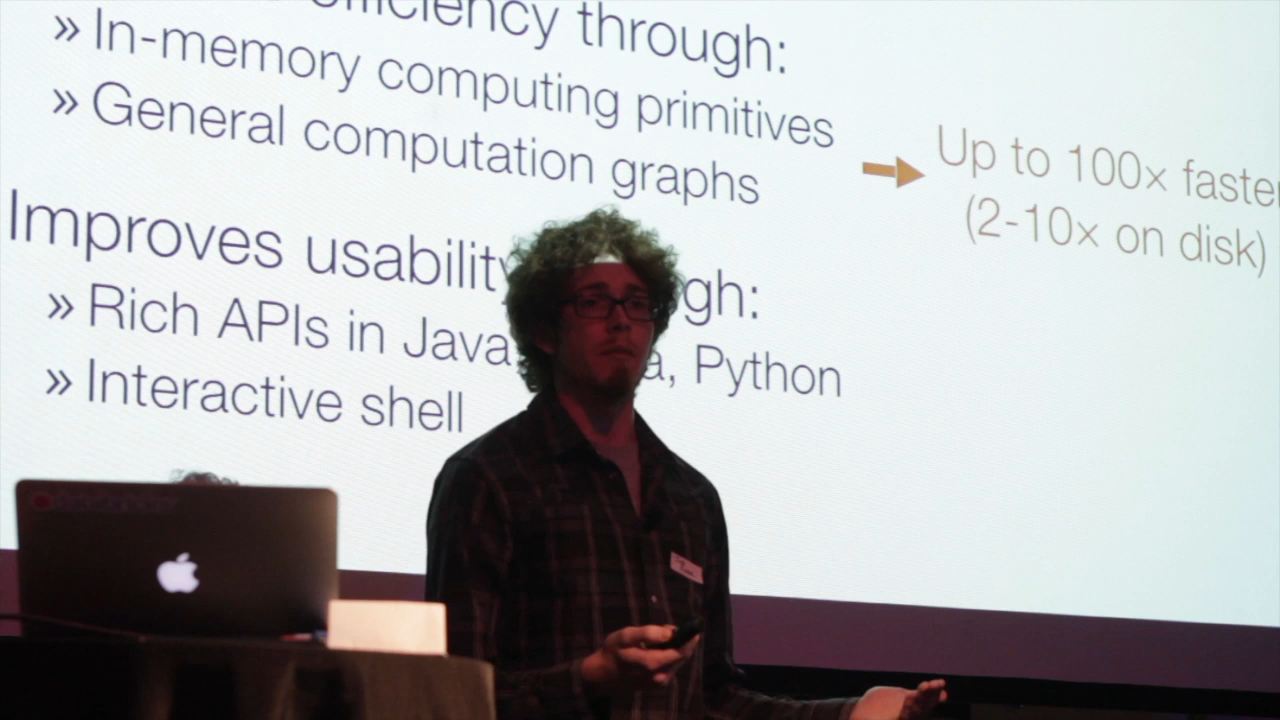 through:
» In-memory computing primitives
» General computation graphs
Up to 100×
(2-10× on disk)
Improves usability
» Rich APIs in Java Python
» Interactive shell